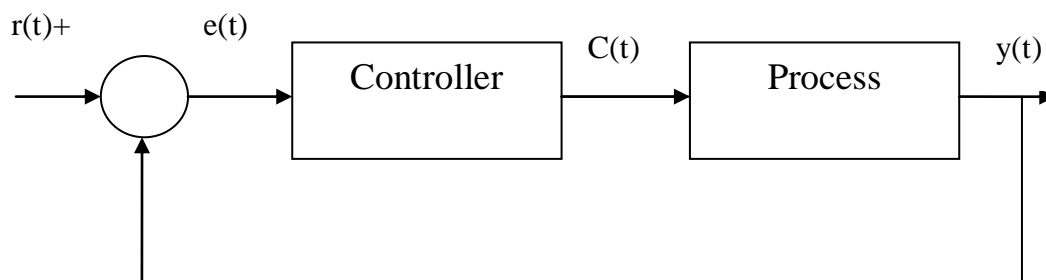 r(t)+ e(t) C(t) y(t)
Controller Process